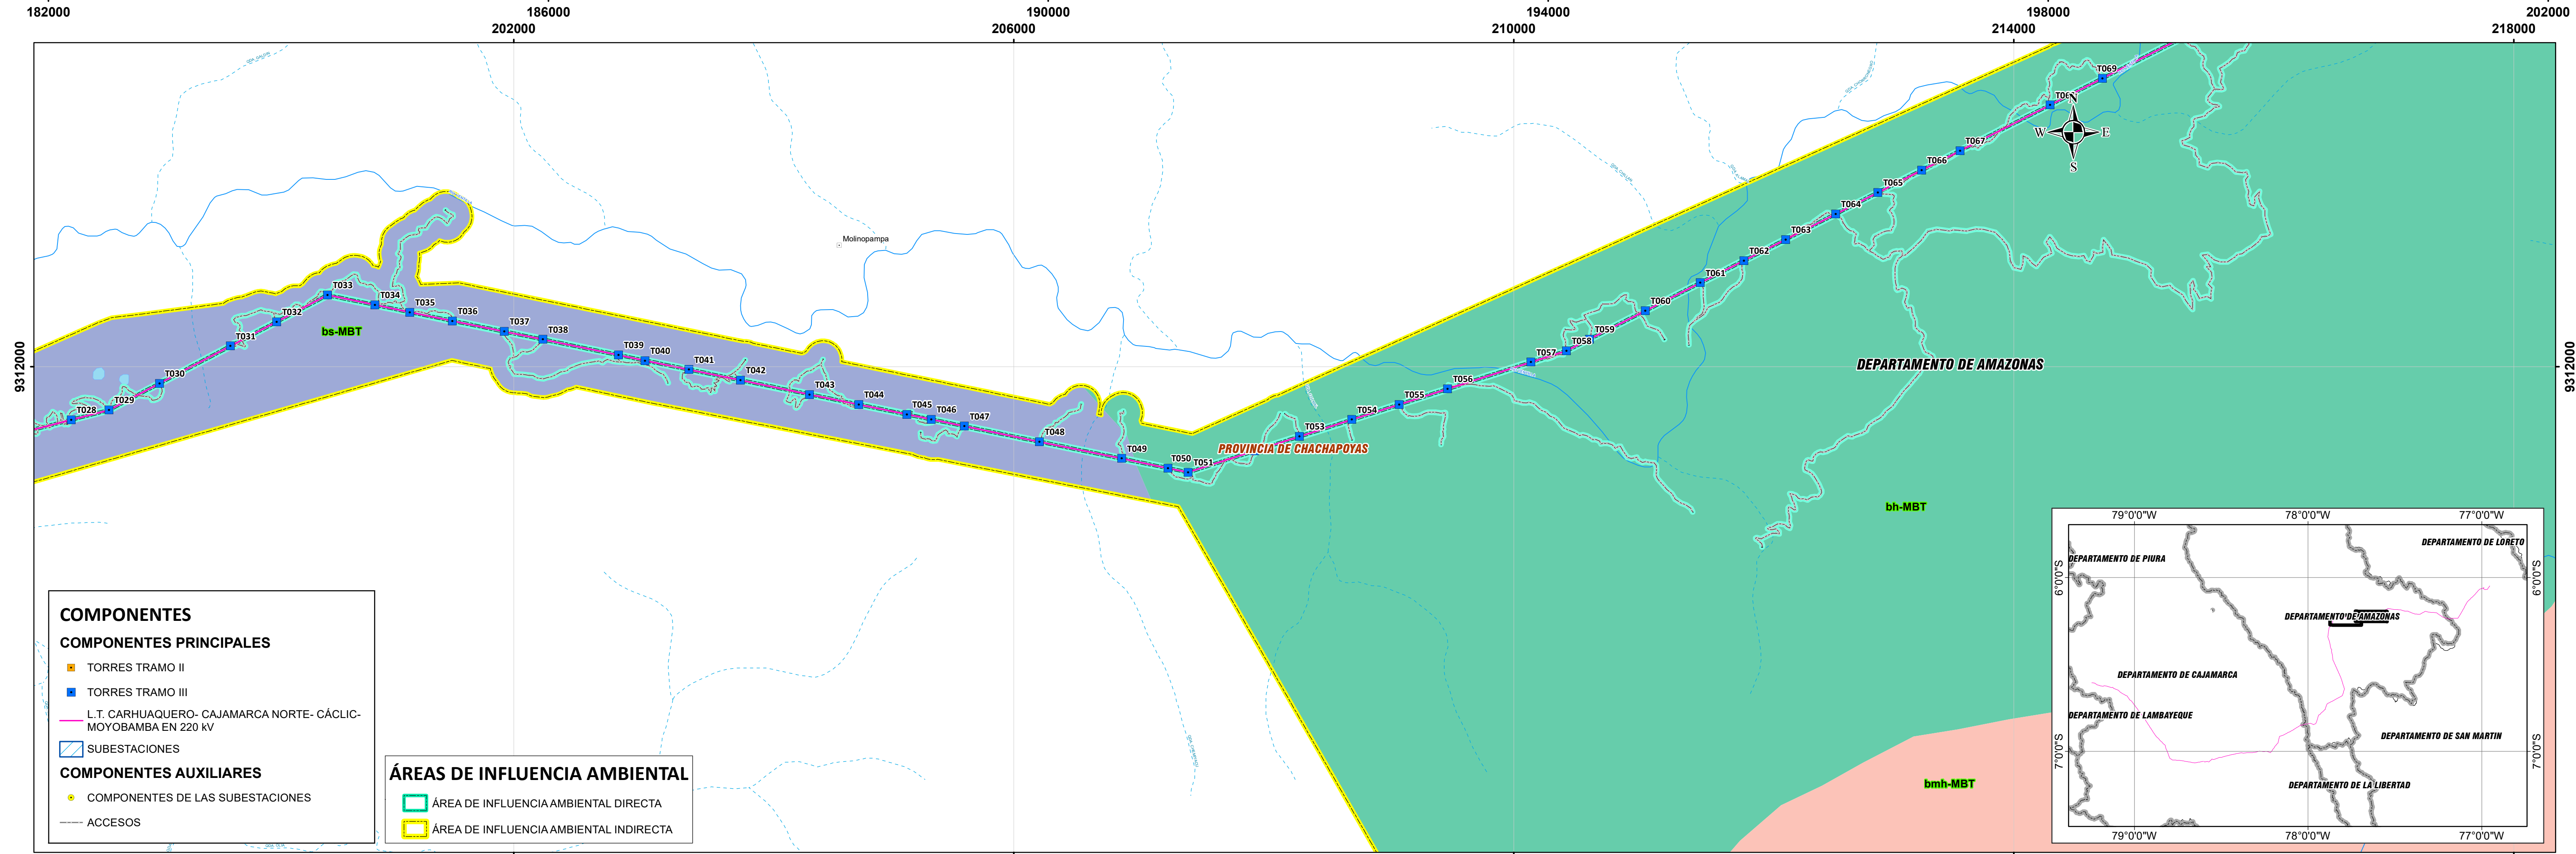 182000 186000 190000 194000 198000 202000
202000 206000 210000 214000 218000
9312000
9312000
T069
N
W E
S
T067
T066
T065
T064
T063
T062
T061
T060
T059
T058
T057
T056
T055
T054
T053
T051
T050
T049
T048
T047
T046
T045
T044
T043
T042
T041
T040
T039
T038
T037
T036
T035
T034
T033
T032
T031
T030
T029
T028
Molinopampa
bs-MBT
DEPARTAMENTO DE AMAZONAS
PROVINCIA DE CHACHAPOYAS
bh-MBT
bmh-MBT
COMPONENTES
COMPONENTES PRINCIPALES
TORRES TRAMO II
TORRES TRAMO III
L.T. CARHUAQUERO- CAJAMARCA NORTE- CÁCLIC-
MOYOBAMBA EN 220 kV
SUBESTACIONES
COMPONENTES AUXILIARES
COMPONENTES DE LAS SUBESTACIONES
ACCESOS
ÁREAS DE INFLUENCIA AMBIENTAL
ÁREA DE INFLUENCIA AMBIENTAL DIRECTA
ÁREA DE INFLUENCIA AMBIENTAL INDIRECTA
79°0'0"W 78°0'0"W 77°0'0"W
DEPARTAMENTO DE LORETO
DEPARTAMENTO DE PIURA
6°0'0"S 6°0'0"S
DEPARTAMENTO DE AMAZONAS
DEPARTAMENTO DE CAJAMARCA
DEPARTAMENTO DE LAMBAYEQUE
DEPARTAMENTO DE SAN MARTIN
7°0'0"S 7°0'0"S
DEPARTAMENTO DE LA LIBERTAD
79°0'0"W 78°0'0"W 77°0'0"W